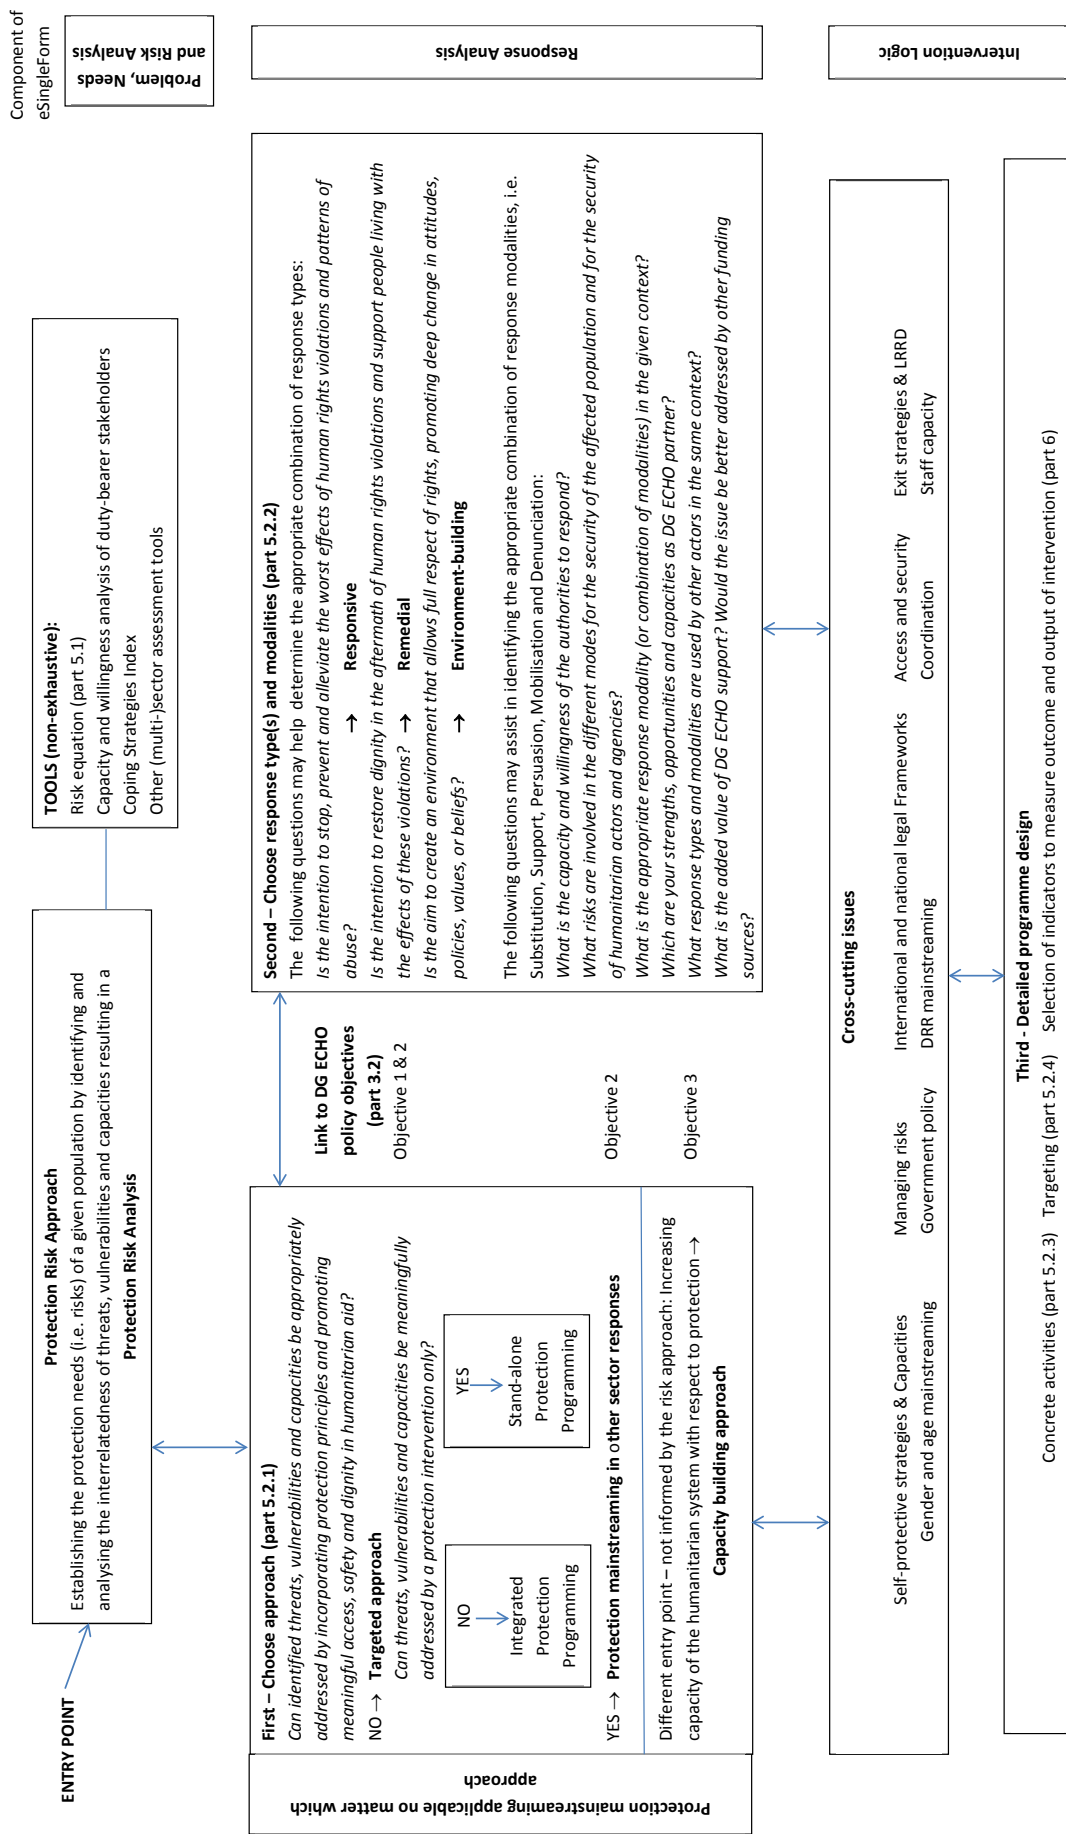 Component of
eSingleForm
ENTRY POINT
Protection Risk Approach
Establishing the protection needs (i.e. risks) of a given population by identifying and
analysing the interrelatedness of threats, vulnerabilities and capacities resulting in a
Protection Risk Analysis
TOOLS (non-exhaustive):
Risk equation (part 5.1)
Capacity and willingness analysis of duty-bearer stakeholders
Coping Strategies Index
Other (multi-)sector assessment tools
Problem, Needs
and Risk Analysis
Protection mainstreaming applicable no matter which
approach
First – Choose approach (part 5.2.1)
Can identified threats, vulnerabilities and capacities be appropriately
addressed by incorporating protection principles and promoting
meaningful access, safety and dignity in humanitarian aid?
NO → Targeted approach
Can threats, vulnerabilities and capacities be meaningfully
addressed by a protection intervention only?
NO
Integrated
Protection
Programming
YES
Stand-alone
Protection
Programming
YES → Protection mainstreaming in other sector responses
Different entry point – not informed by the risk approach: Increasing
capacity of the humanitarian system with respect to protection →
Capacity building approach
Link to DG ECHO
policy objectives
(part 3.2)
Objective 1 & 2
Objective 2
Objective 3
Second – Choose response type(s) and modalities (part 5.2.2)
The following questions may help determine the appropriate combination of response types:
Is the intention to stop, prevent and alleviate the worst effects of human rights violations and patterns of
abuse? → Responsive
Is the intention to restore dignity in the aftermath of human rights violations and support people living with
the effects of these violations? → Remedial
Is the aim to create an environment that allows full respect of rights, promoting deep change in attitudes,
policies, values, or beliefs? → Environment-building
The following questions may assist in identifying the appropriate combination of response modalities, i.e.
Substitution, Support, Persuasion, Mobilisation and Denunciation:
What is the capacity and willingness of the authorities to respond?
What risks are involved in the different modes for the security of the affected population and for the security
of humanitarian actors and agencies?
What is the appropriate response modality (or combination of modalities) in the given context?
Which are your strengths, opportunities and capacities as DG ECHO partner?
What response types and modalities are used by other actors in the same context?
What is the added value of DG ECHO support? Would the issue be better addressed by other funding
sources?
Response Analysis
Cross-cutting issues
Self-protective strategies & Capacities Managing risks International and national legal Frameworks Access and security Exit strategies & LRRD
Gender and age mainstreaming Government policy DRR mainstreaming Coordination Staff capacity
Intervention Logic
Third - Detailed programme design
Concrete activities (part 5.2.3) Targeting (part 5.2.4) Selection of indicators to measure outcome and output of intervention (part 6)